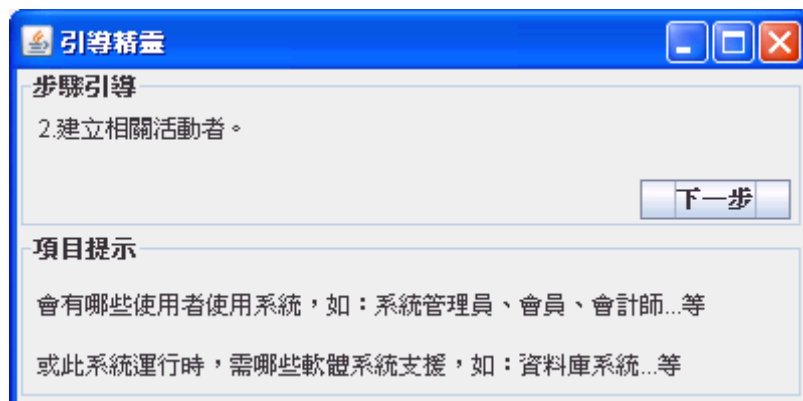 引導精靈
步驟引導
2.建立相關活動者。
下一步
項目提示
會有哪些使用者使用系統，如：系統管理員、會員、會計師...等
或此系統運行時，需哪些軟體系統支援，如：資料庫系統...等